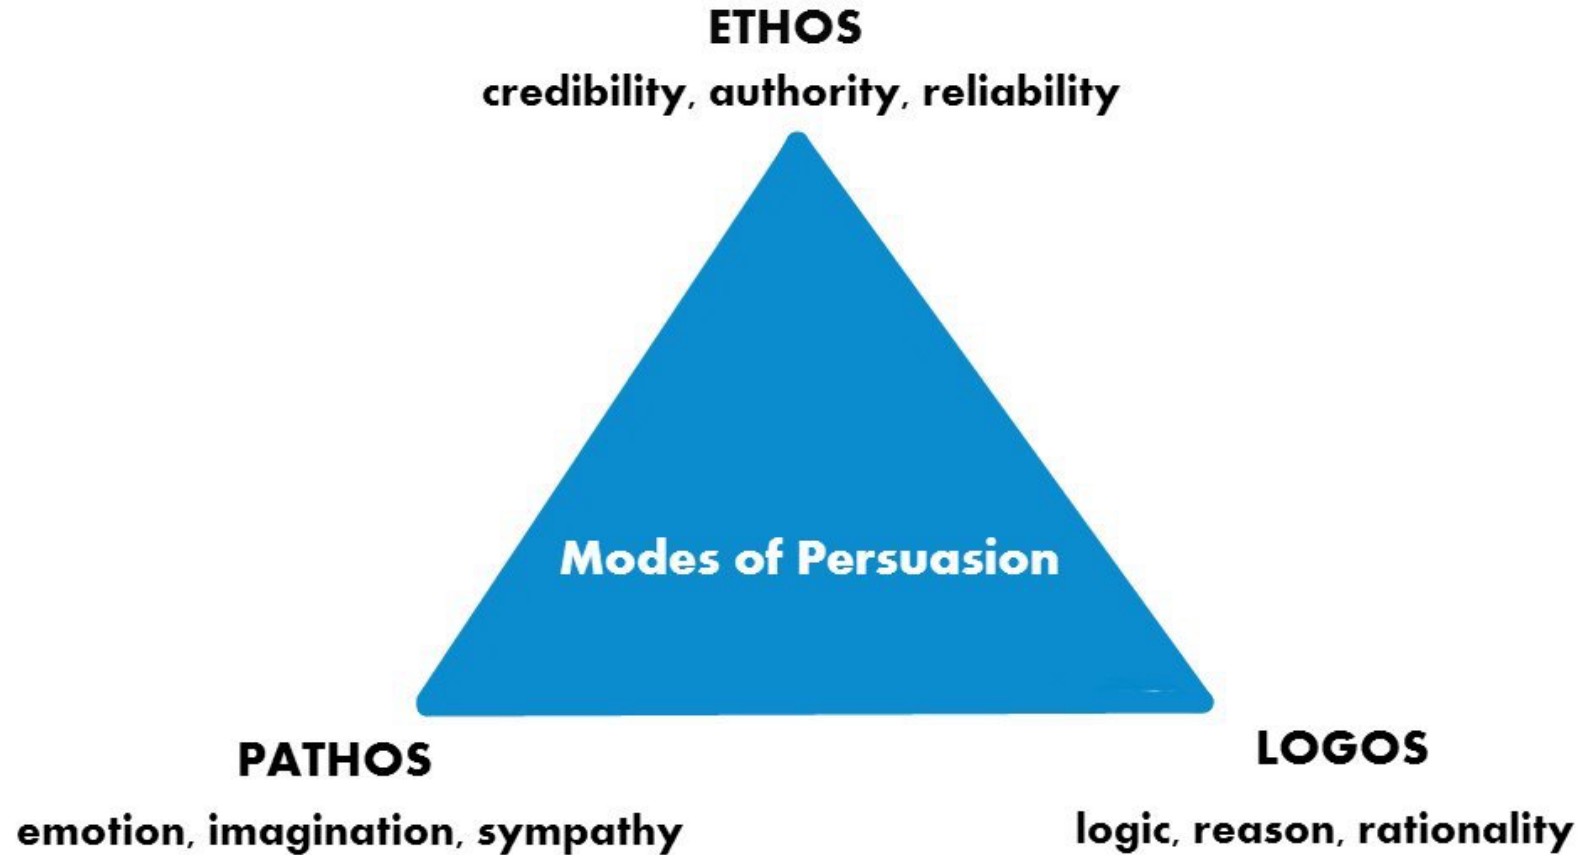 ETHOS
credibility, authority, reliability
Modes of Persuasion
PATHOS
emotion, imagination, sympathy
LOGOS
logic, reason, rationality